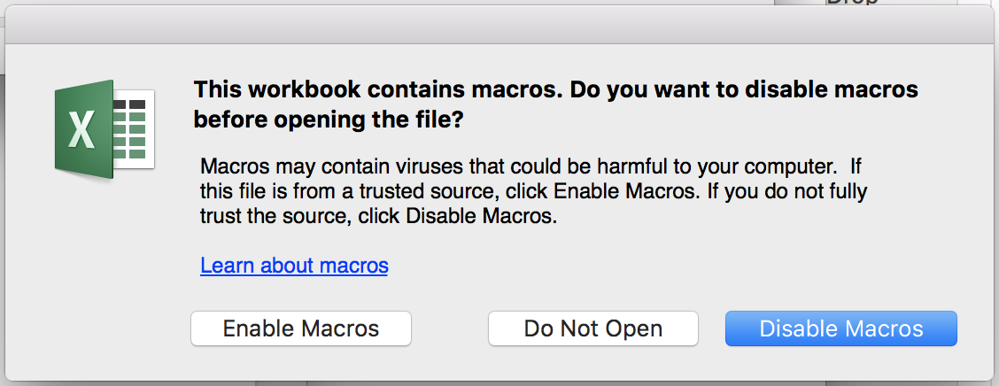 Drop
This workbook contains macros. Do you want to disable macros
before opening the file?
Macros may contain viruses that could be harmful to your computer.  If
this file is from a trusted source, click Enable Macros. If you do not fully
trust the source, click Disable Macros.
Learn about macros
Enable Macros
Do Not Open
Disable Macros